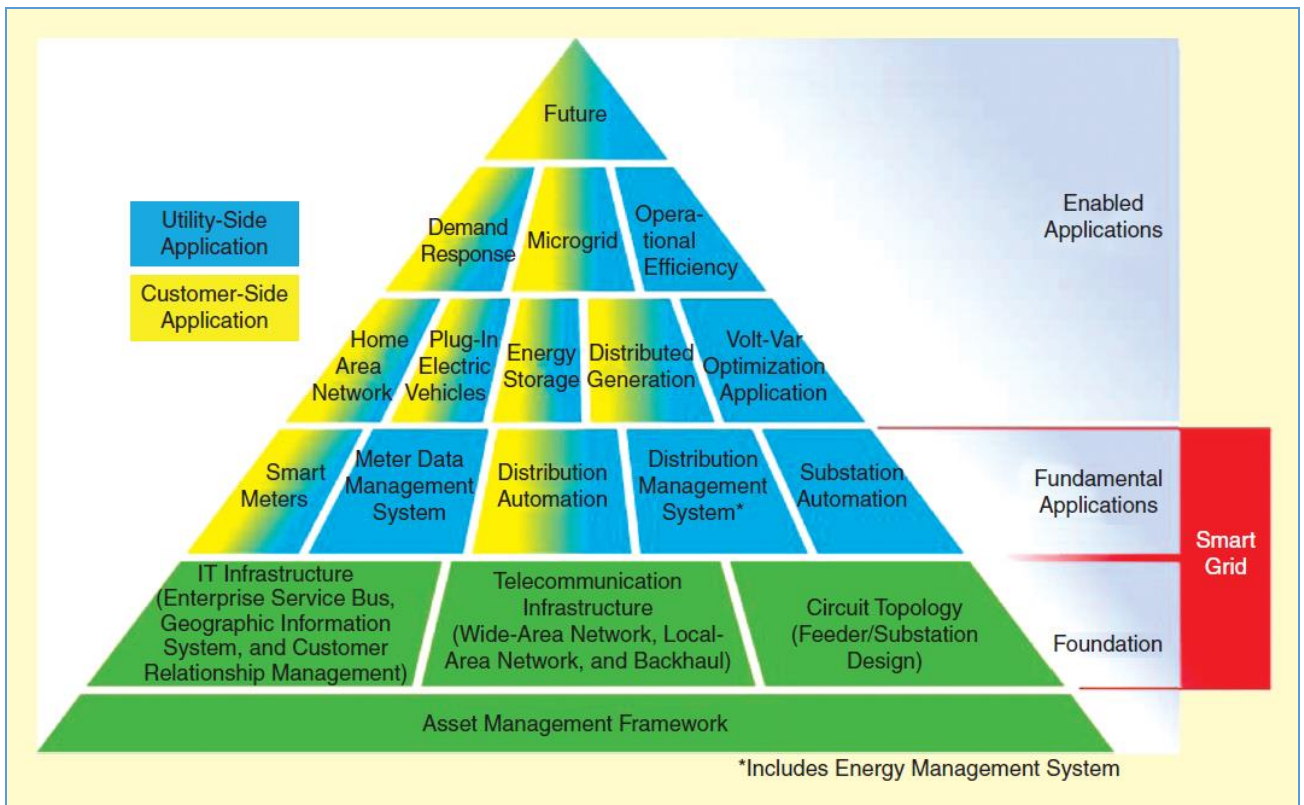 Future
Demand
Response
Microgrid
Opera-
tional
Efficiency
Enabled
Applications
Utility-Side
Application
Customer-Side
Application
Home
Area
Network
Plug-In
Electric
Vehicles
Energy
Storage
Distributed
Generation
Volt-Var
Optimization
Application
Smart
Meters
Meter Data
Management
System
Distribution
Automation
Distribution
Management
System*
Substation
Automation
Fundamental
Applications
Smart
Grid
IT Infrastructure
(Enterprise Service Bus,
Geographic Information
System, and Customer
Relationship Management)
Telecommunication
Infrastructure
(Wide-Area Network, Local-
Area Network, and Backhaul)
Circuit Topology
(Feeder/Substation
Design)
Foundation
Asset Management Framework
*Includes Energy Management System